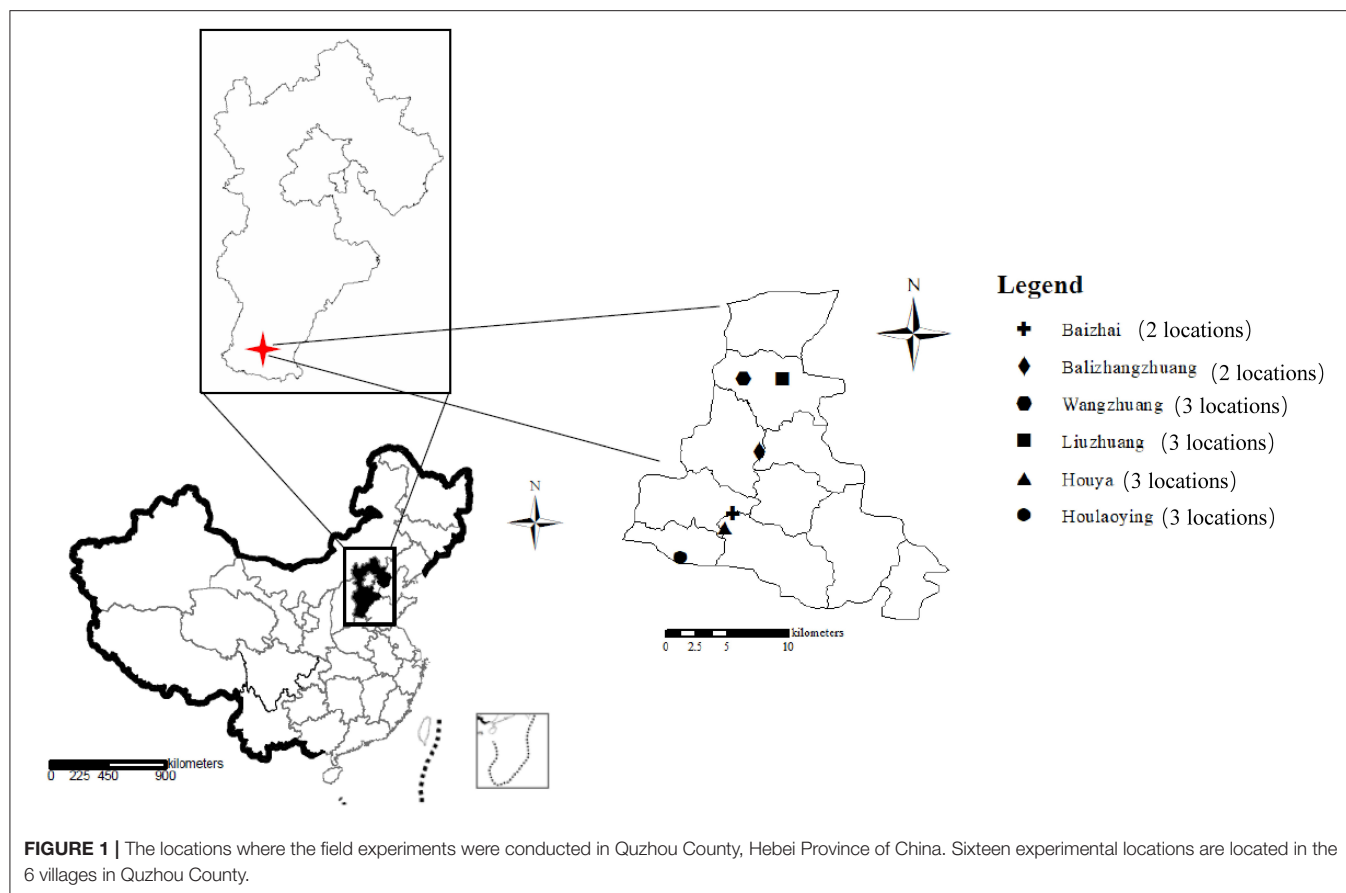 N
Legend
Baizhai (2 locations)
Balizhangzhuang (2 locations)
Wangzhuang (3 locations)
Liuzhuang (3 locations)
Houya (3 locations)
Houlaoying (3 locations)
kilometers
0 2.5 5 10
N
kilometers
0 225 450 900
FIGURE 1 | The locations where the field experiments were conducted in Quzhou County, Hebei Province of China. Sixteen experimental locations are located in the
6 villages in Quzhou County.